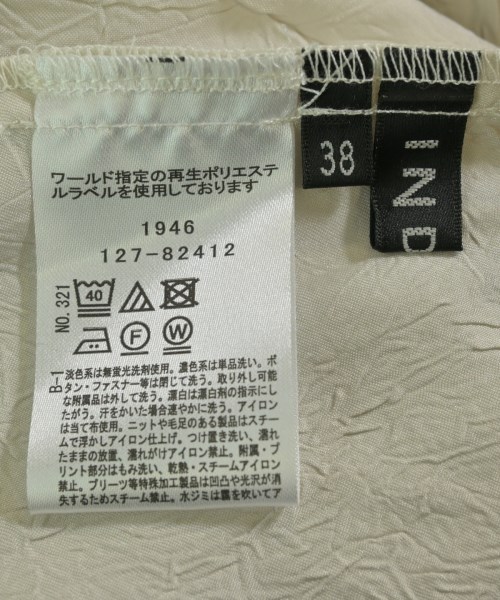 ワールド指定の再生ポリエステ
ルラベルを使用しております
1946
127-82412
NO. 321
40
F
W
B-1
淡色系は無蛍光洗剤使用。濃色系は単品洗い。ボ
タン・ファスナー等は閉じて洗う。取り外し可能
な附属品は外して洗う。漂白は漂白剤の指示にし
たがう。汗をかいた場合速やかに洗う。アイロン
は当て布使用。ニットや毛足のある製品はスチー
ムで浮かしアイロン仕上げ。つけ置き洗い、濡れ
たままの放置、濡れがけアイロン禁止。附属・プ
リント部分はもみ洗い、乾熱・スチームアイロン
禁止。プリーツ等特殊加工製品は凹凸や光沢が消
失するためスチーム禁止。水ジミは霧を吹いてア
38
IND